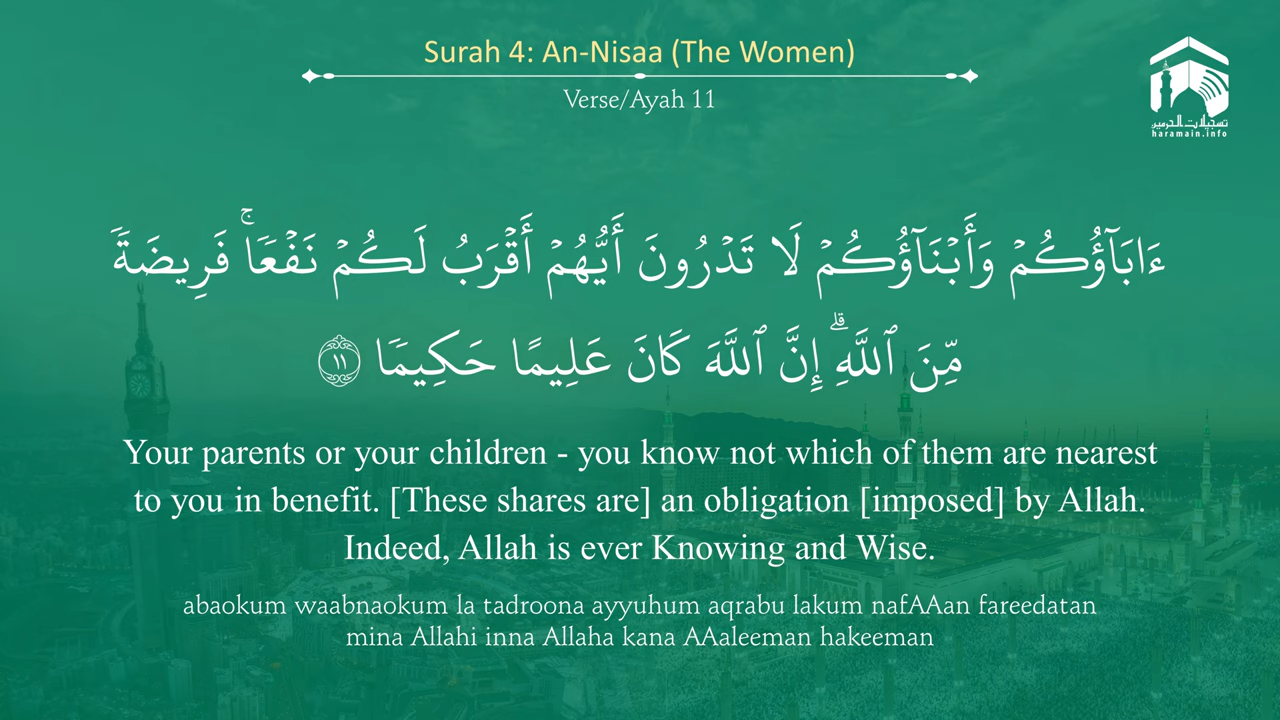 Surah 4: An-Nisaa (The Women)
Verse/Ayah 11
تسجيلات الحرمين
haramain.info
ءَابَآؤُكُمۡ وَأَبۡنَآؤُكُمۡ لَا تَدۡرُونَ أَيُّهُمۡ أَقۡرَبُ لَكُمۡ نَفۡعٗاۚ فَرِيضَةٗ
مِّنَ ٱللَّهِۗ إِنَّ ٱللَّهَ كَانَ عَلِيمًا حَكِيمٗا ١١
Your parents or your children - you know not which of them are nearest
to you in benefit. [These shares are] an obligation [imposed] by Allah.
Indeed, Allah is ever Knowing and Wise.
abaokum waabnaokum la tadroona ayyuhum aqrabu lakum nafAAan fareedatan
mina Allahi inna Allaha kana AAaleeman hakeeman